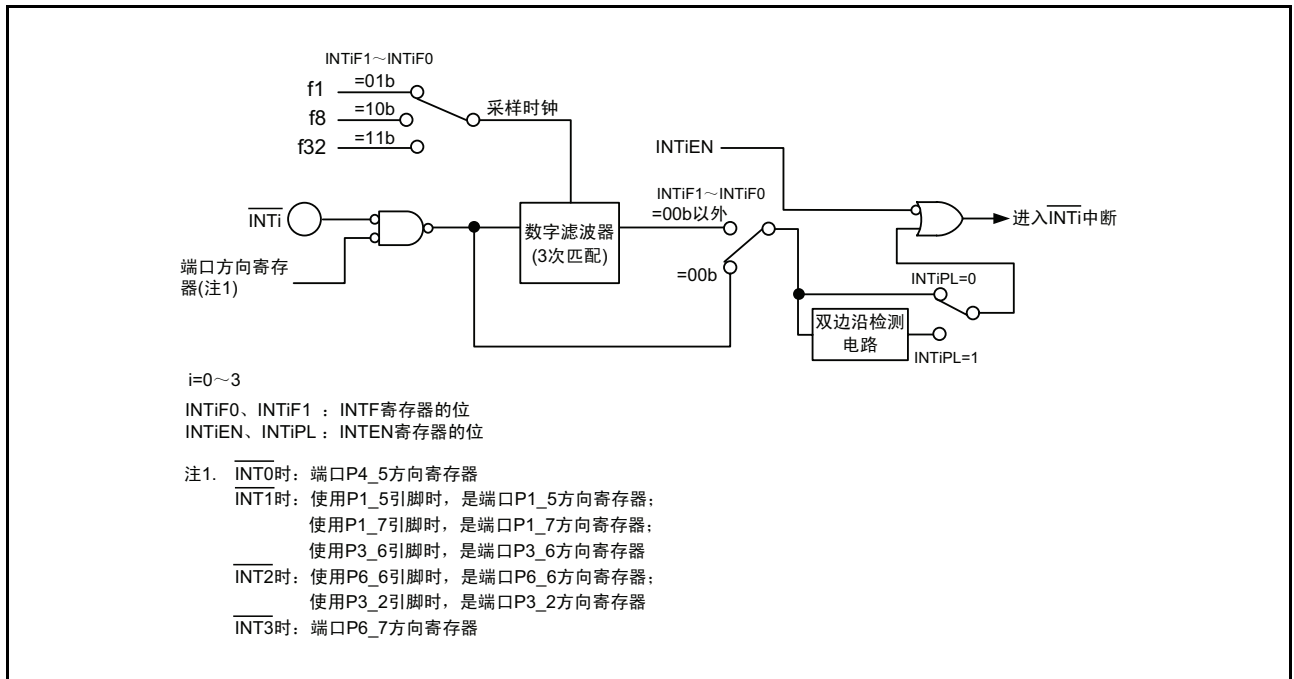 INTiF1～INTiF0
f1 =01b
f8 =10b
f32 =11b
采样时钟
INTiEN
INTiF1～INTiF0
=00b以外
INTi
数字滤波器
(3次匹配)
进入INTi中断
端口方向寄存
器(注1)
=00b
INTiPL=0
双边沿检测
电路
INTiPL=1
i=0～3
INTiF0、INTiF1 ：INTF寄存器的位
INTiEN、INTiPL ：INTEN寄存器的位
注1. INT0时：端口P4_5方向寄存器
INT1时：使用P1_5引脚时，是端口P1_5方向寄存器；
使用P1_7引脚时，是端口P1_7方向寄存器；
使用P3_6引脚时，是端口P3_6方向寄存器
INT2时：使用P6_6引脚时，是端口P6_6方向寄存器；
使用P3_2引脚时，是端口P3_2方向寄存器
INT3时：端口P6_7方向寄存器